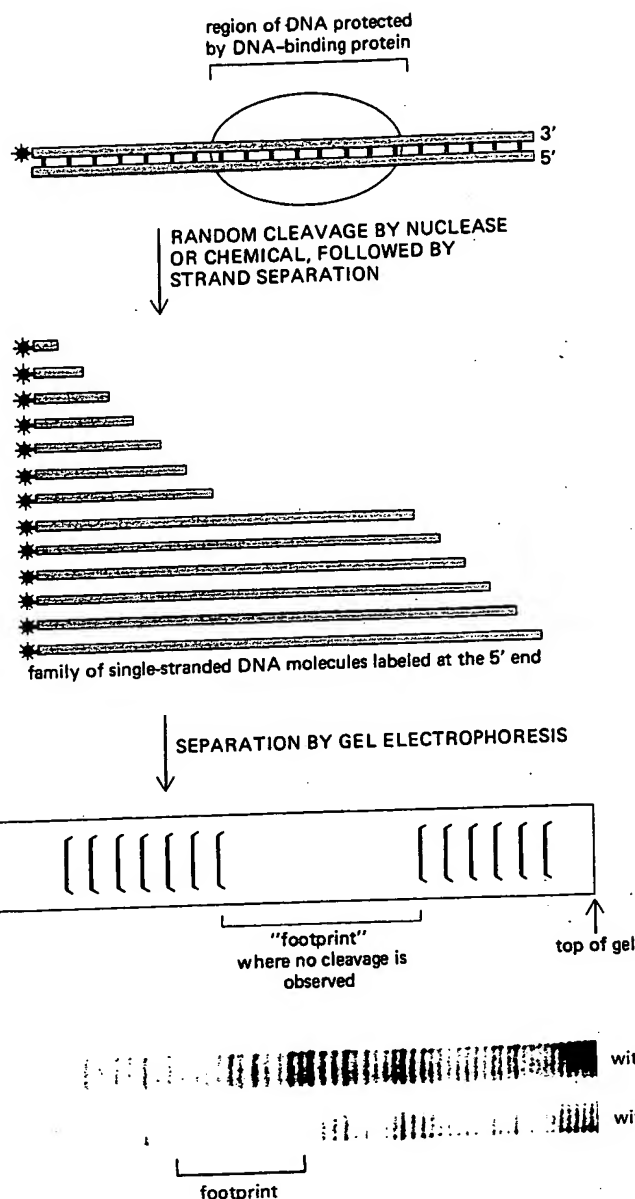 region of DNA protected
by DNA-binding protein
3'
5'
RANDOM CLEAVAGE BY NUCLEASE
OR CHEMICAL, FOLLOWED BY
STRAND SEPARATION
family of single-stranded DNA molecules labeled at the 5' end
SEPARATION BY GEL ELECTROPHORESIS
"footprint"
where no cleavage is
observed
top of gel
footprint